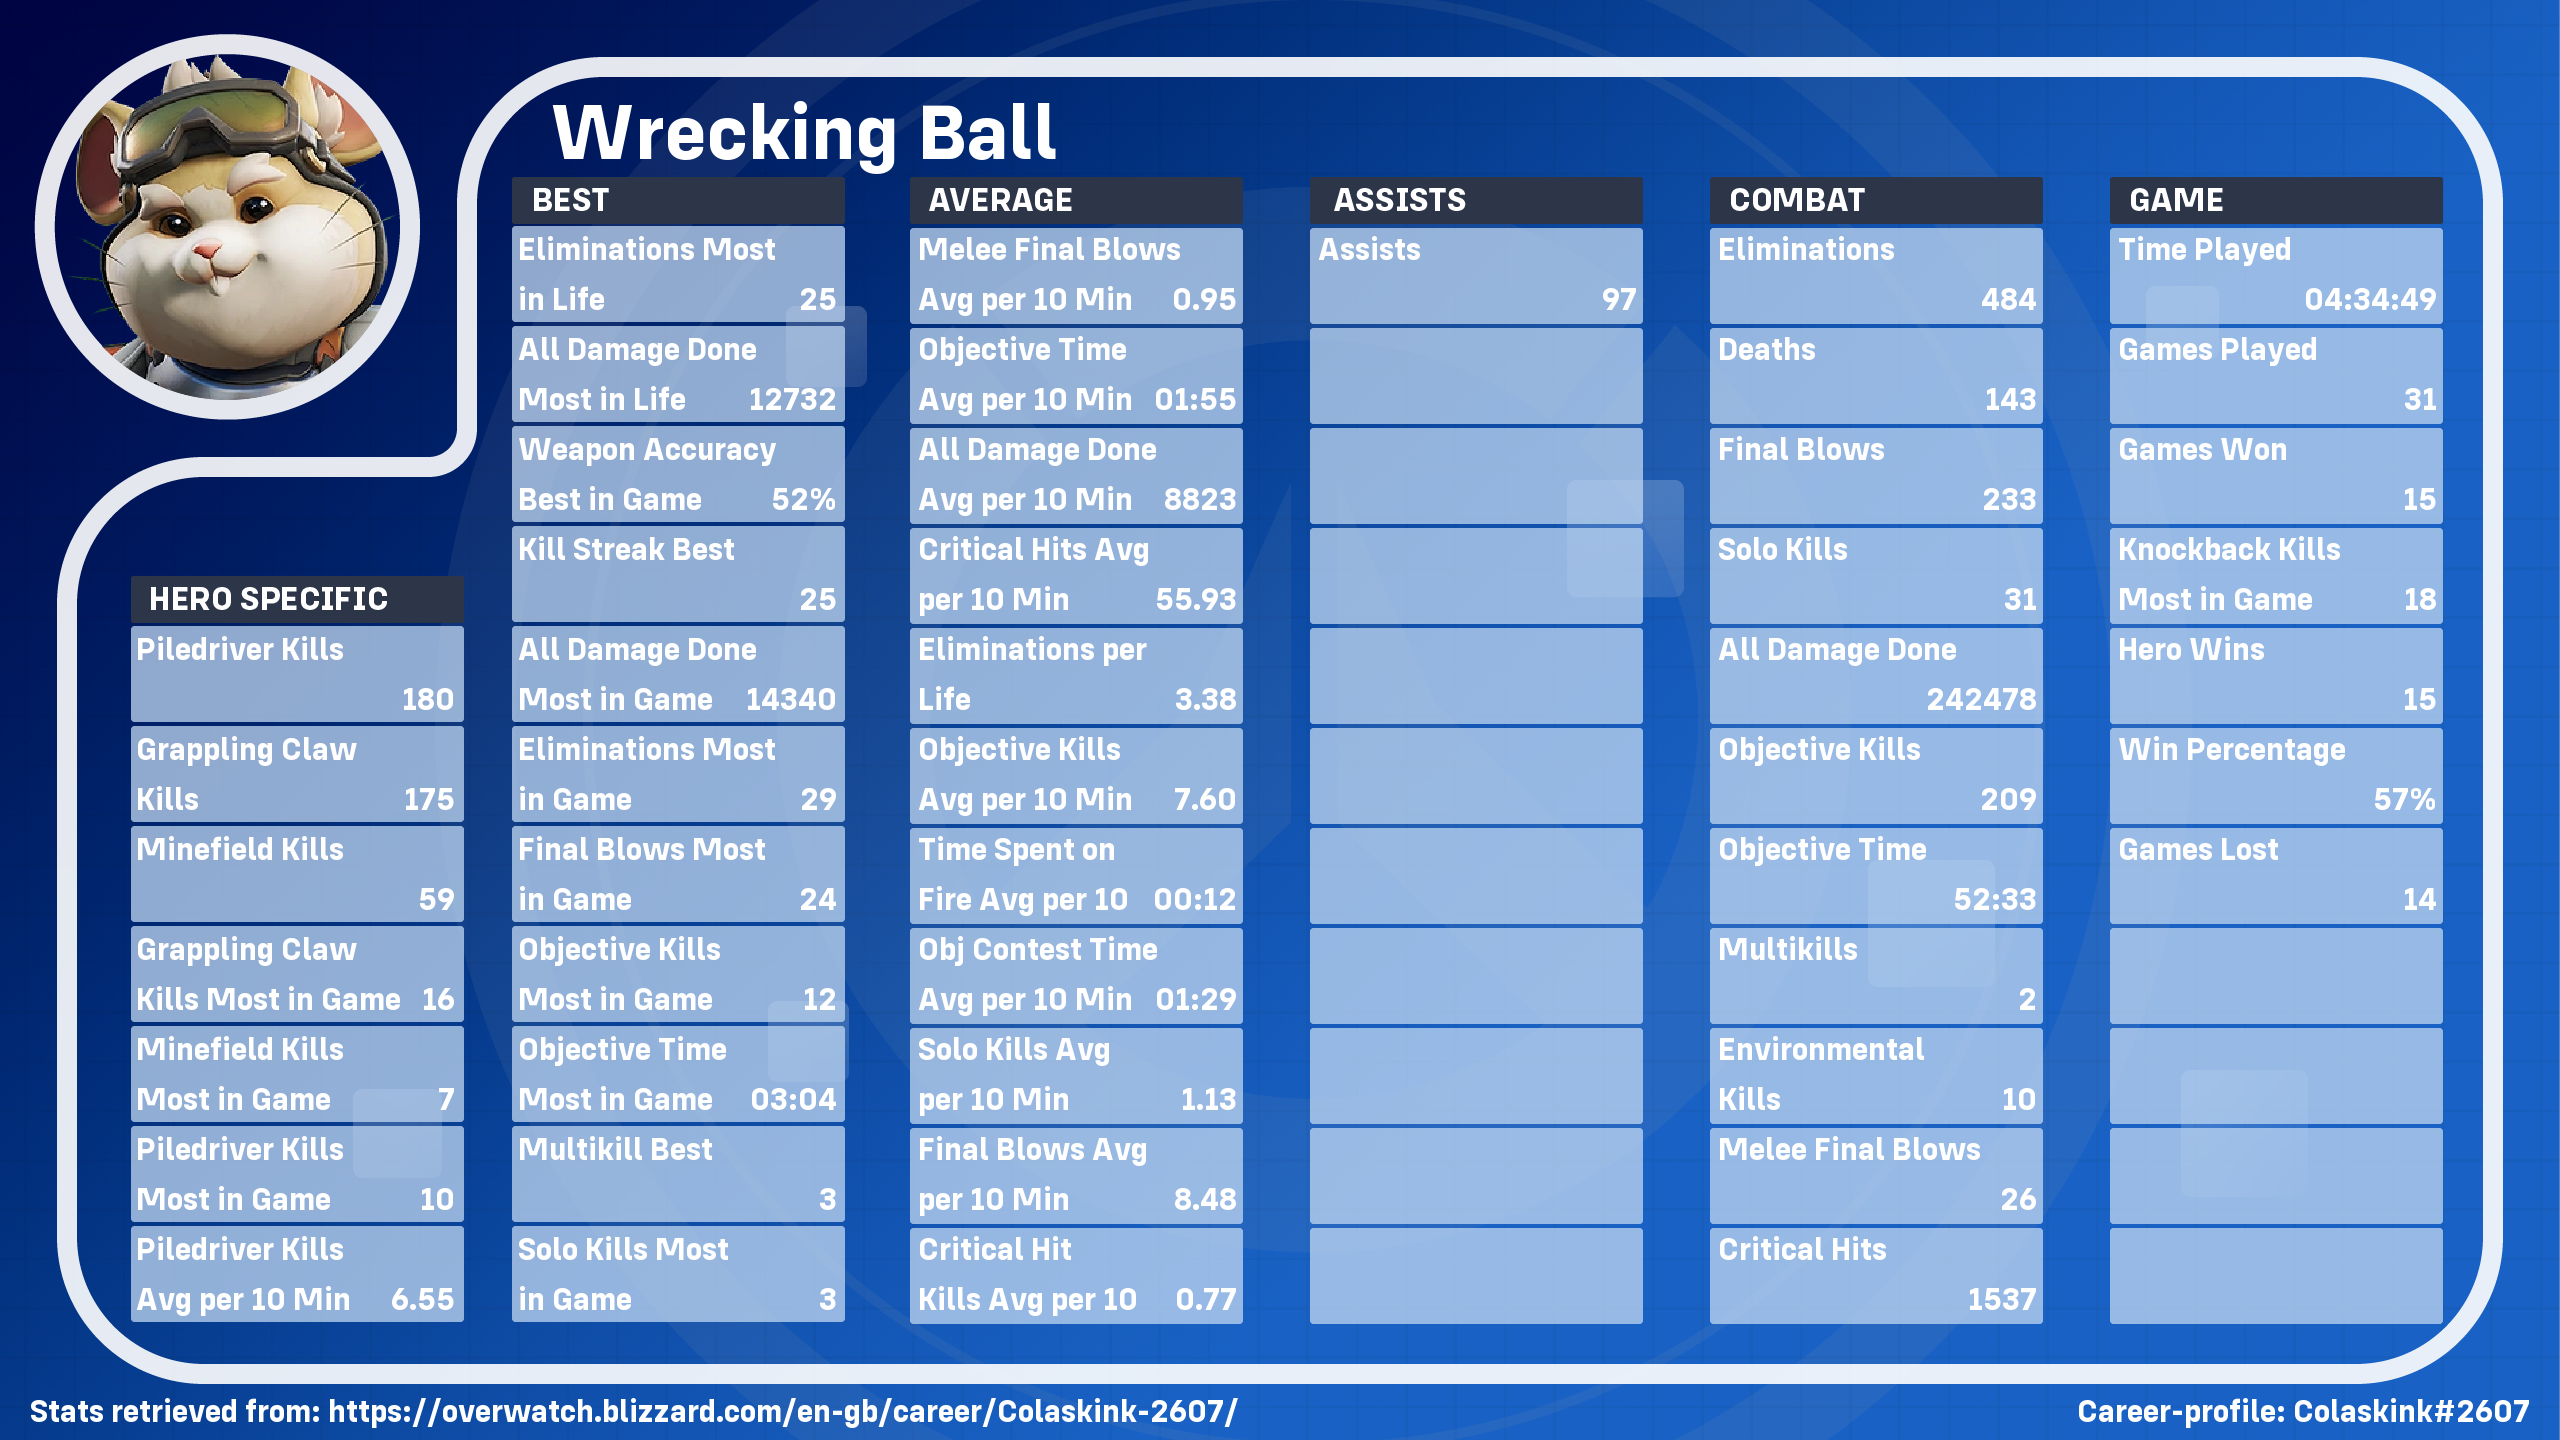 Wrecking Ball
HERO SPECIFIC
Piledriver Kills
180
Grappling Claw
Kills 175
Minefield Kills
59
Grappling Claw
Kills Most in Game 16
Minefield Kills
Most in Game 7
Piledriver Kills
Most in Game 10
Piledriver Kills
Avg per 10 Min 6.55
BEST
Eliminations Most
in Life 25
All Damage Done
Most in Life 12732
Weapon Accuracy
Best in Game 52%
Kill Streak Best
25
All Damage Done
Most in Game 14340
Eliminations Most
in Game 29
Final Blows Most
in Game 24
Objective Kills
Most in Game 12
Objective Time
Most in Game 03:04
Multikill Best
3
Solo Kills Most
in Game 3
AVERAGE
Melee Final Blows
Avg per 10 Min 0.95
Objective Time
Avg per 10 Min 01:55
All Damage Done
Avg per 10 Min 8823
Critical Hits Avg
per 10 Min 55.93
Eliminations per
Life 3.38
Objective Kills
Avg per 10 Min 7.60
Time Spent on
Fire Avg per 10 00:12
Obj Contest Time
Avg per 10 Min 01:29
Solo Kills Avg
per 10 Min 1.13
Final Blows Avg
per 10 Min 8.48
Critical Hit
Kills Avg per 10 0.77
ASSISTS
Assists
97
COMBAT
Eliminations
484
Deaths
143
Final Blows
233
Solo Kills
31
All Damage Done
242478
Objective Kills
209
Objective Time
52:33
Multikills
2
Environmental
Kills 10
Melee Final Blows
26
Critical Hits
1537
GAME
Time Played
04:34:49
Games Played
31
Games Won
15
Knockback Kills
Most in Game 18
Hero Wins
15
Win Percentage
57%
Games Lost
14
Stats retrieved from: https://overwatch.blizzard.com/en-gb/career/Colaskink-2607/
Career-profile: Colaskink#2607